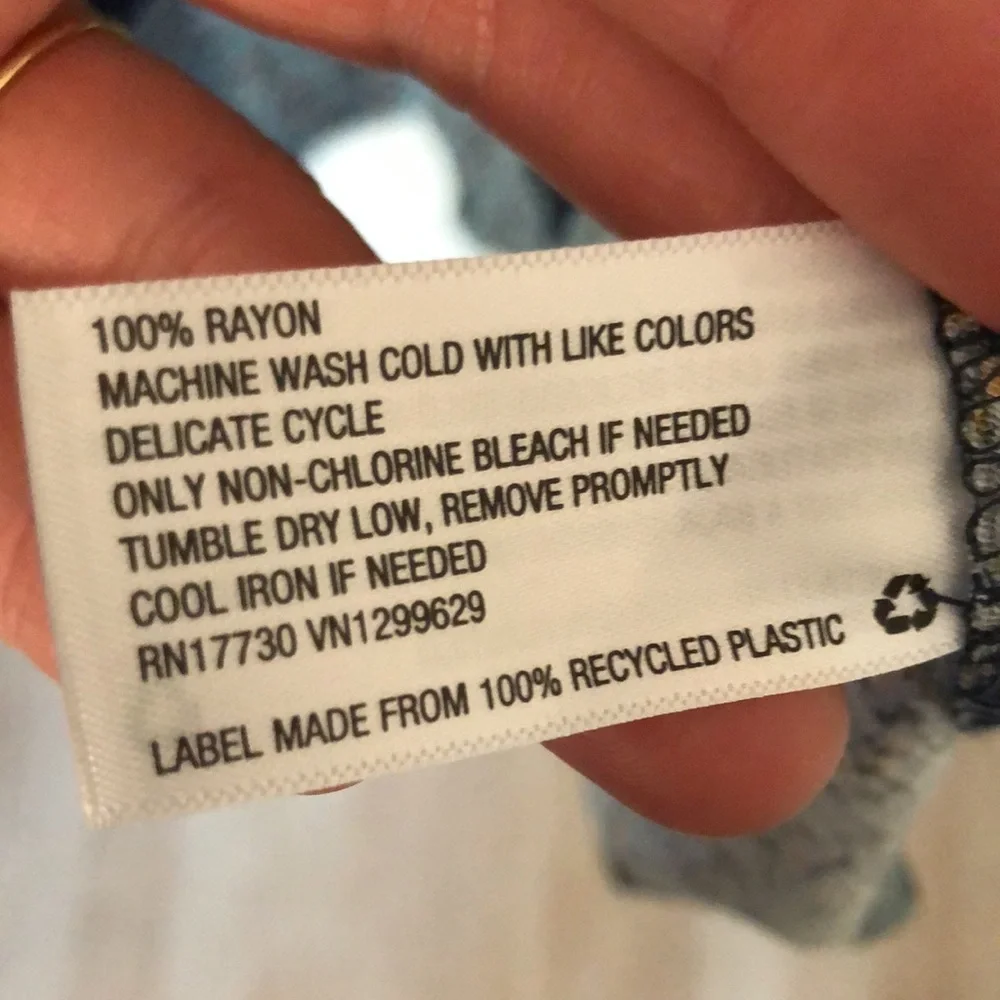 100% RAYON
MACHINE WASH COLD WITH LIKE COLORS
DELICATE CYCLE
ONLY NON-CHLORINE BLEACH IF NEEDED
TUMBLE DRY LOW, REMOVE PROMPTLY
COOL IRON IF NEEDED
RN17730 VN1299629
LABEL MADE FROM 100% RECYCLED PLASTIC